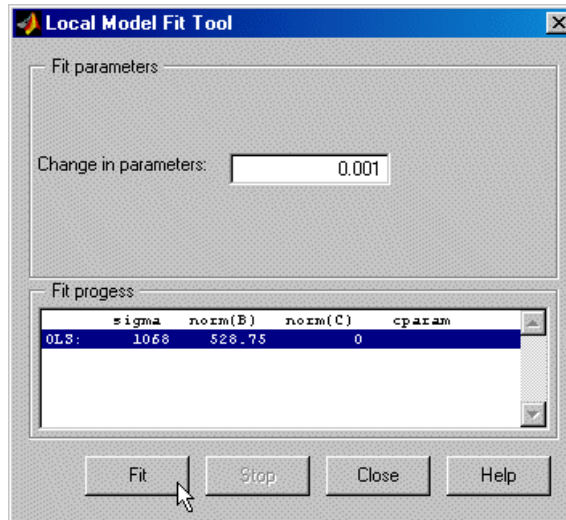 Local Model Fit Tool
Fit parameters
Change in parameters: 0.001
Fit progess
sigma norm(B) norm(C) cparam
OLS: 1068 528.75 0
Fit Stop Close Help